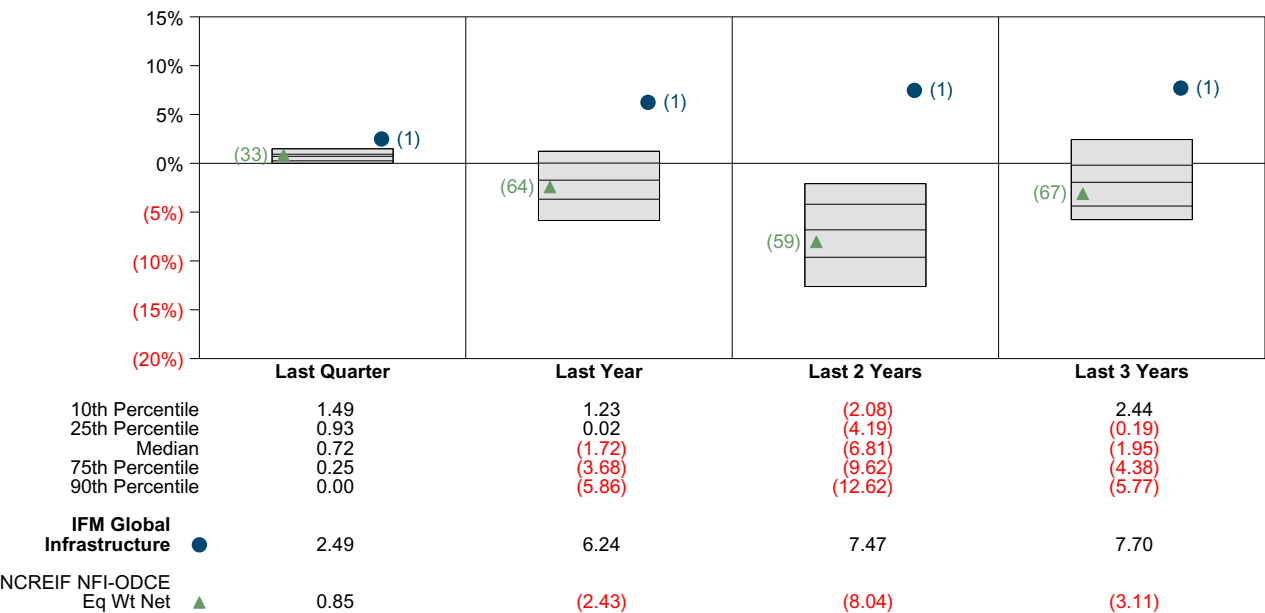 15%
10%
5%
0%
(5%)
(10%)
(15%)
(20%)
(33)
(1)
(64)
(1)
(59)
(1)
(67)
(1)
Last Quarter Last Year Last 2 Years Last 3 Years
10th Percentile 1.49 1.23 (2.08) 2.44
25th Percentile 0.93 0.02 (4.19) (0.19)
Median 0.72 (1.72) (6.81) (1.95)
75th Percentile 0.25 (3.68) (9.62) (4.38)
90th Percentile 0.00 (5.86) (12.62) (5.77)
IFM Global
Infrastructure 2.49 6.24 7.47 7.70
NCREIF NFI-ODCE
Eq Wt Net 0.85 (2.43) (8.04) (3.11)